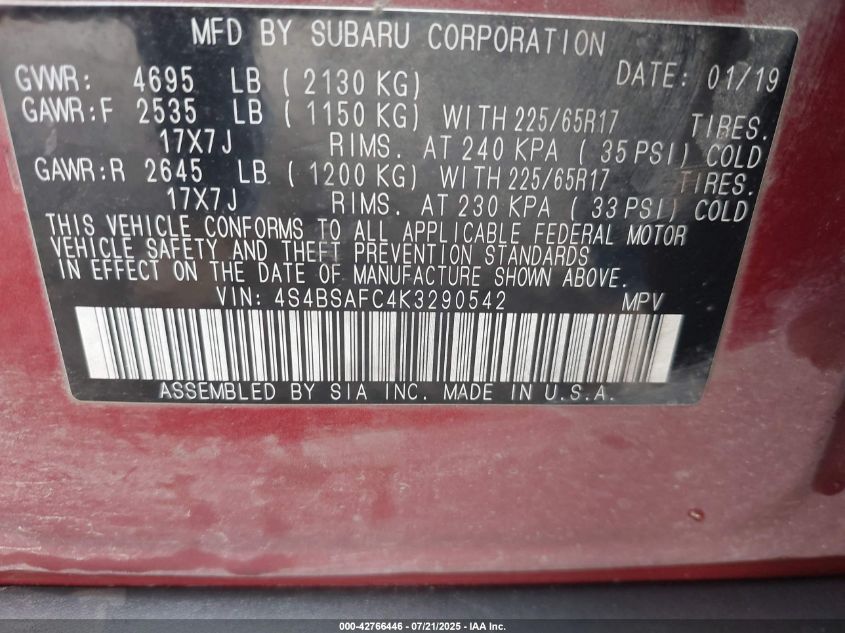 MFD BY SUBARU CORPORATION
GVWR: 4695 LB ( 2130 KG) DATE: 01/19
GAWR:F 2535 LB ( 1150 KG) WITH 225/65R17 TIRES.
17X7J RIMS. AT 240 KPA ( 35 PSI) COLD
GAWR:R 2645 LB ( 1200 KG) WITH 225/65R17 TIRES.
17X7J RIMS. AT 230 KPA ( 33 PSI) COLD
THIS VEHICLE CONFORMS TO ALL APPLICABLE FEDERAL MOTOR
VEHICLE SAFETY AND THEFT PREVENTION STANDARDS
IN EFFECT ON THE DATE OF MANUFACTURE SHOWN ABOVE.
VIN: 4S4BSAFC4K3290542 MPV
ASSEMBLED BY SIA INC. MADE IN U.S.A.
000-42766446 - 07/21/2025 - IAA Inc.